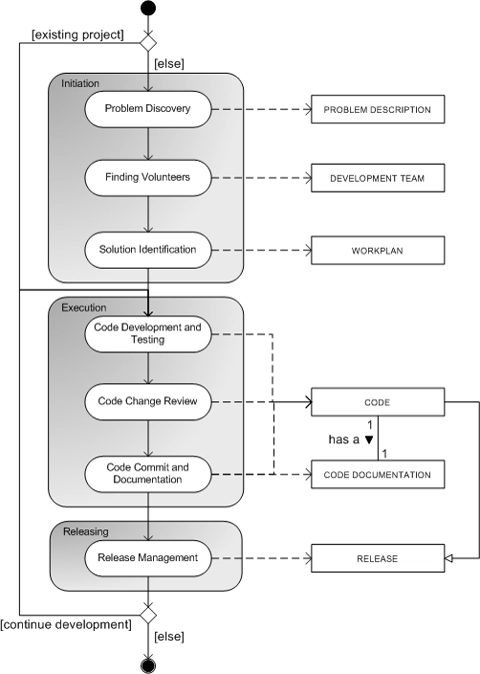 [existing project]
[else]
Initiation
Problem Discovery
PROBLEM DESCRIPTION
Finding Volunteers
DEVELOPMENT TEAM
Solution Identification
WORKPLAN
Execution
Code Development and
Testing
Code Change Review
CODE
1
has a ▼
1
Code Commit and
Documentation
CODE DOCUMENTATION
Releasing
Release Management
RELEASE
[continue development]
[else]